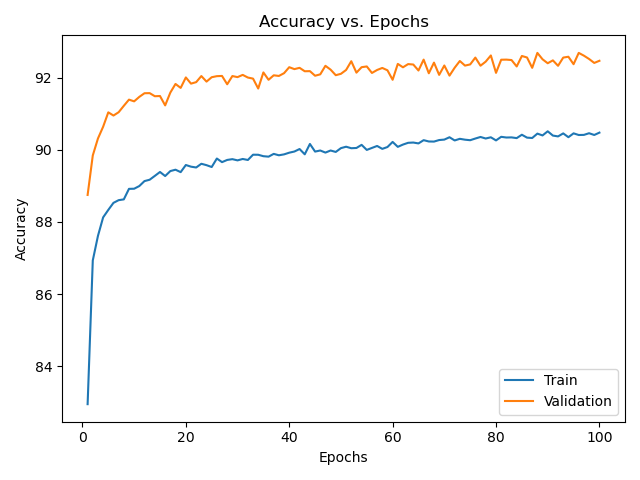 Accuracy vs. Epochs
92
90
88
86
84
Accuracy
0 20 40 60 80 100
Epochs
Train
Validation